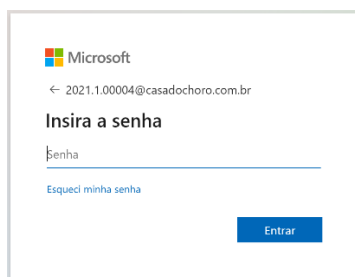 Microsoft
← 2021.1.00004@casadochoro.com.br
Insira a senha
Senha
Esqueci minha senha
Entrar